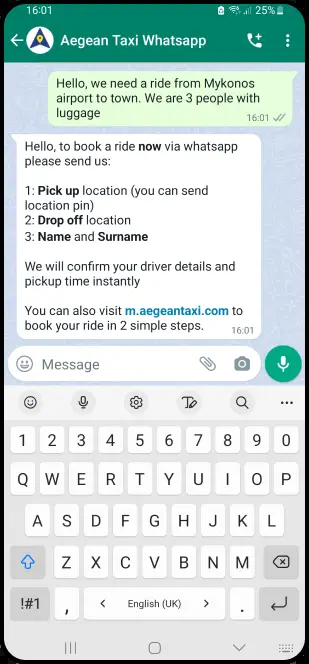 16:01 25%
Aegean Taxi Whatsapp
Hello, we need a ride from Mykonos
airport to town. We are 3 people with
luggage
16:01
Hello, to book a ride now via whatsapp
please send us:
1: Pick up location (you can send
location pin)
2: Drop off location
3: Name and Surname
We will confirm your driver details and
pickup time instantly
You can also visit m.aegeantaxi.com to
book your ride in 2 simple steps.
16:01
Message
1 2 3 4 5 6 7 8 9 0
Q W E R T Y U I O P
A S D F G H J K L
Z X C V B N M
!#1 , < English (UK) > .